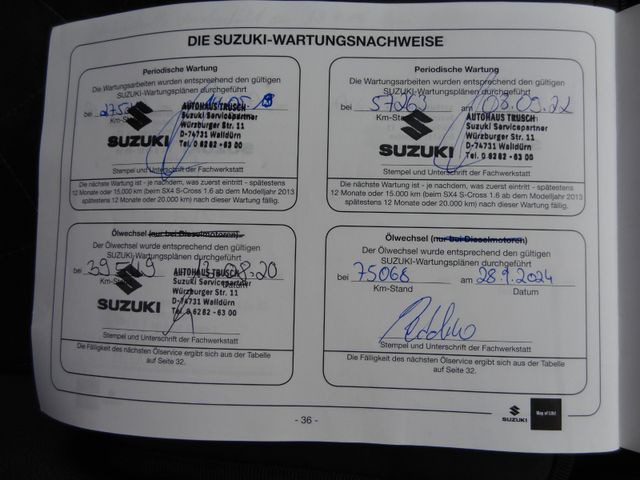 DIE SUZUKI-WARTUNGSNACHWEISE
Periodische Wartung
Die Wartungsarbeiten wurden entsprechend den gültigen
SUZUKI-Wartungsplänen durchgeführt
bei
AUTOHAUS TRUSCH
Suzuki Servicepartner
Würzburger Str. 11
D-74731 Walldürn
Tel. 0 6282 - 63 00
SUZUKI
Stempel und Unterschrift der Fachwerkstatt
Die nächste Wartung ist - je nachdem, was zuerst eintritt - spätestens
12 Monate oder 15.000 km (beim SX4 S-Cross 1.6 ab dem Modelljahr 2013
spätestens 12 Monate oder 20.000 km) nach dieser Wartung fällig.
Periodische Wartung
Die Wartungsarbeiten wurden entsprechend den gültigen
SUZUKI-Wartungsplänen durchgeführt
bei 57263 am 08.09.22
Km-Stand
AUTOHAUS TRUSCH
Suzuki Servicepartner
Würzburger Str. 11
D-74731 Walldürn
Tel. 0 6282 - 63 00
SUZUKI
Stempel und Unterschrift der Fachwerkstatt
Die nächste Wartung ist - je nachdem, was zuerst eintritt - spätestens
12 Monate oder 15.000 km (beim SX4 S-Cross 1.6 ab dem Modelljahr 2013
spätestens 12 Monate oder 20.000 km) nach dieser Wartung fällig.
Ölwechsel (nur bei Dieselmotoren)
Der Ölwechsel wurde entsprechend den gültigen
SUZUKI-Wartungsplänen durchgeführt
bei 08.20
Km-Stand Datum
AUTOHAUS TRUSCH
Suzuki Servicepartner
Würzburger Str. 11
D-74731 Walldürn
Tel. 0 6282 - 63 00
SUZUKI
Stempel und Unterschrift der Fachwerkstatt
Die Fälligkeit des nächsten Ölservice ergibt sich aus der Tabelle
auf Seite 32.
Ölwechsel (nur bei Dieselmotoren)
Der Ölwechsel wurde entsprechend den gültigen
SUZUKI-Wartungsplänen durchgeführt
bei 75068 am 28.9.2024
Km-Stand Datum
Stempel und Unterschrift der Fachwerkstatt
Die Fälligkeit des nächsten Ölservice ergibt sich aus der Tabelle
auf Seite 32.
- 36 -
SUZUKI
Way of Life!